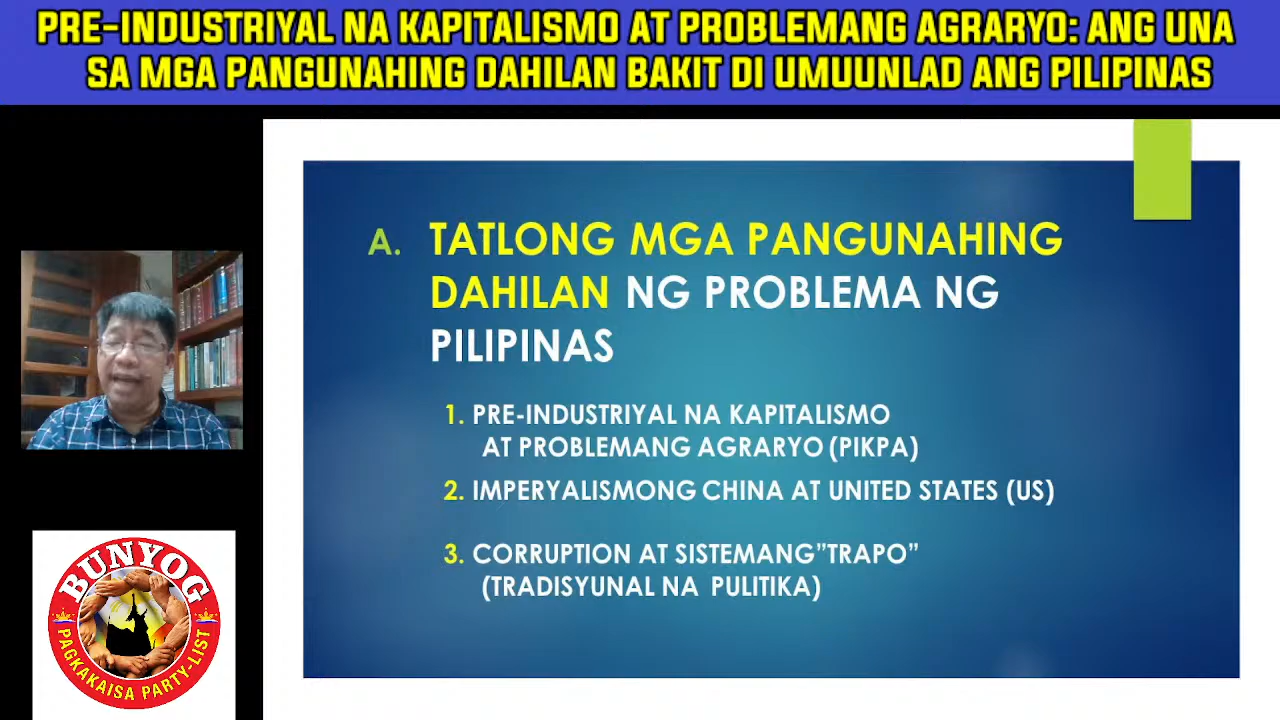 PRE-INDUSTRIYAL NA KAPITALISMO AT PROBLEMANG AGRARYO: ANG UNA
SA MGA PANGUNAHING DAHILAN BAKIT DI UMUUNLAD ANG PILIPINAS
A. TATLONG MGA PANGUNAHING
DAHILAN NG PROBLEMA NG
PILIPINAS
1. PRE-INDUSTRIYAL NA KAPITALISMO
AT PROBLEMANG AGRARYO (PIKPA)
2. IMPERYALISMONG CHINA AT UNITED STATES (US)
3. CORRUPTION AT SISTEMANG”TRAPO”
(TRADISYUNAL NA PULITIKA)
BUNYOG
PAGKAKAISA PARTY-LIST